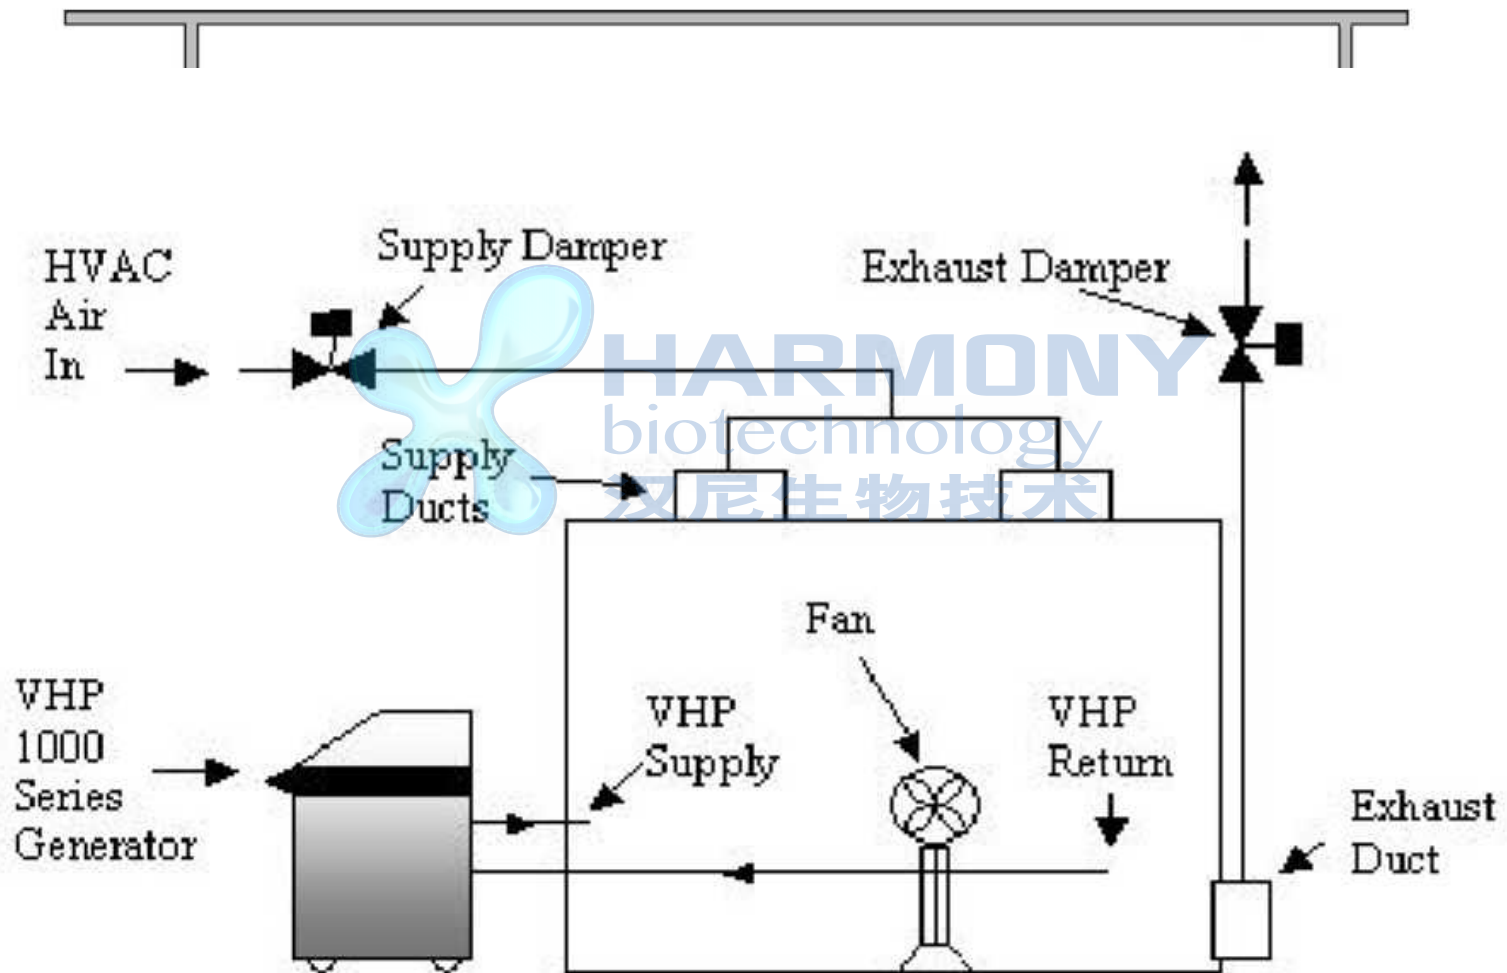 HVAC
Air
In
Supply Damper
Exhaust Damper
HARMONY
biotechnology
汉尼生物技术
Supply
Ducts
Fan
VHP
1000
Series
Generator
VHP
Supply
VHP
Return
Exhaust
Duct